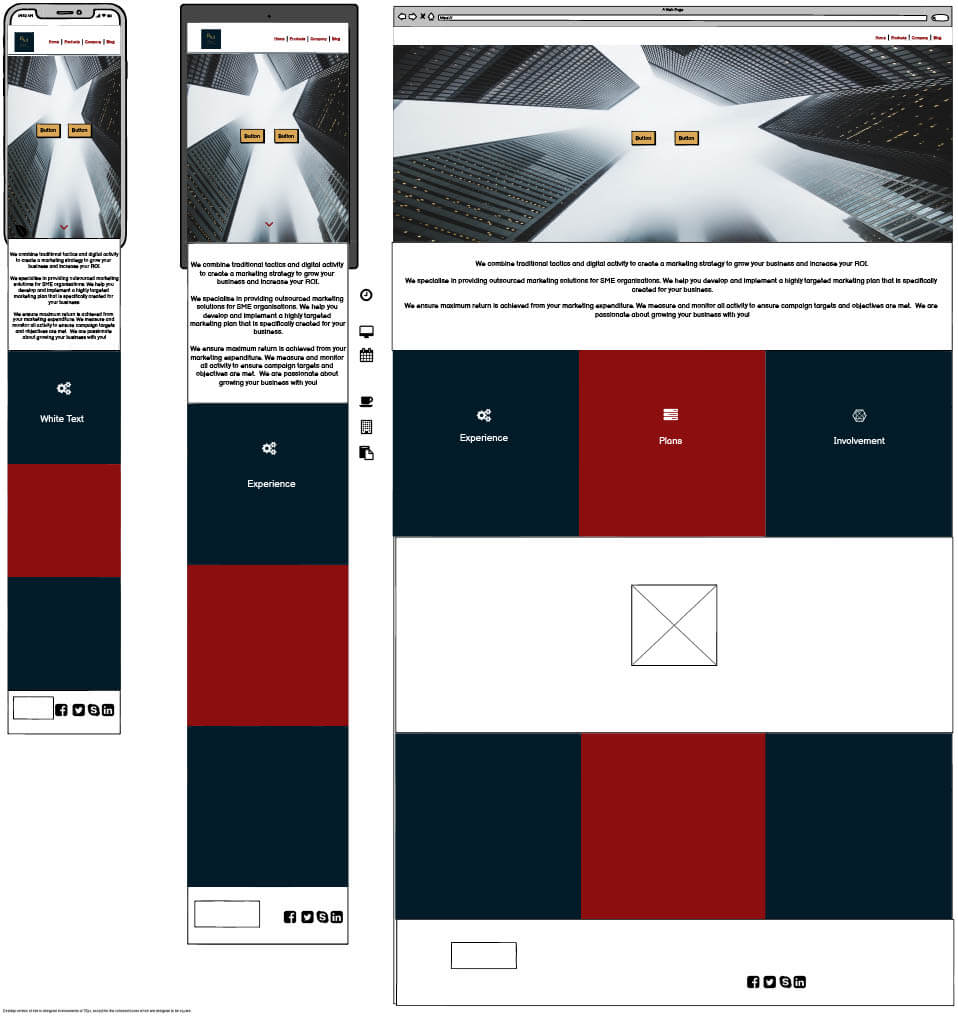 Home | Products | Company | Blog
Button
Button
We combine traditional tactics and digital activity
to create a marketing strategy to grow your
business and increase your ROI.
We specialise in providing outsourced marketing
solutions for SME organisations. We help you
develop and implement a highly targeted
marketing plan that is specifically created for
your business
We ensure maximum return is achieved from
your marketing expenditure. We measure and
monitor all activity to ensure campaign targets
and objectives are met. We are passionate
about growing your business with you!
White Text
Home | Products | Company | Blog
Button
Button
We combine traditional tactics and digital activity
to create a marketing strategy to grow your
business and increase ROI.
We specialise in providing outsourced marketing
solutions for SME organisations. We help you
develop and implement a highly targeted
marketing plan that is specifically created for your
business.
We ensure maximum return is achieved from your
marketing expenditure. We measure and monitor
all activity to ensure campaign targets and
objectives are met. We are passionate about
growing your business with you!
Experience
A Web Page
https://
Home | Products | Company | Blog
Button
Button
We combine traditional tactics and digital activity to create a marketing strategy to grow your business and increase ROI.
We specialise in providing outsourced marketing solutions for SME organisations. We help you develop and implement a highly targeted marketing plan that is specifically
created for your business.
We ensure maximum return is achieved from your marketing expenditure. We measure and monitor all activity to ensure campaign targets and objectives are met. We are
passionate about growing your business with you!
Experience
Plans
Involvement